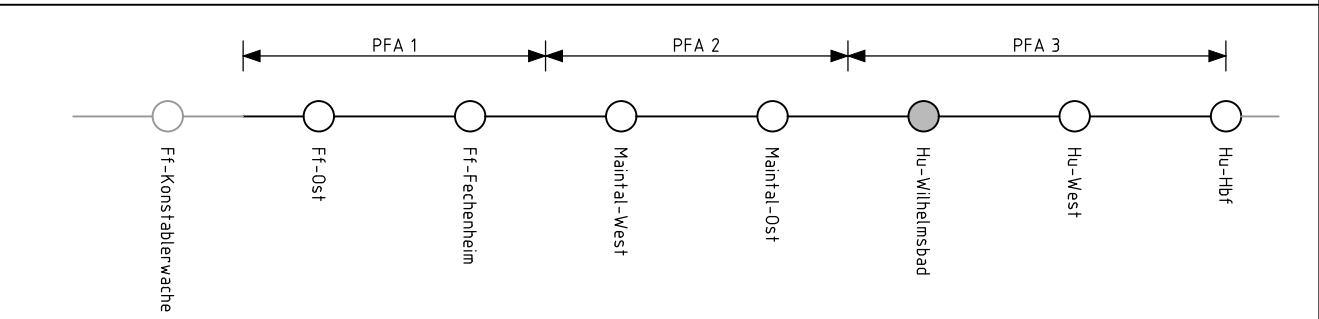 PFA 1
PFA 2
PFA 3
Ff-Konstablerwache
Ff-Ost
Ff-Fechenheim
Maintal-West
Maintal-Ost
Hu-Wilhelmsbad
Hu-West
Hu-Hbf